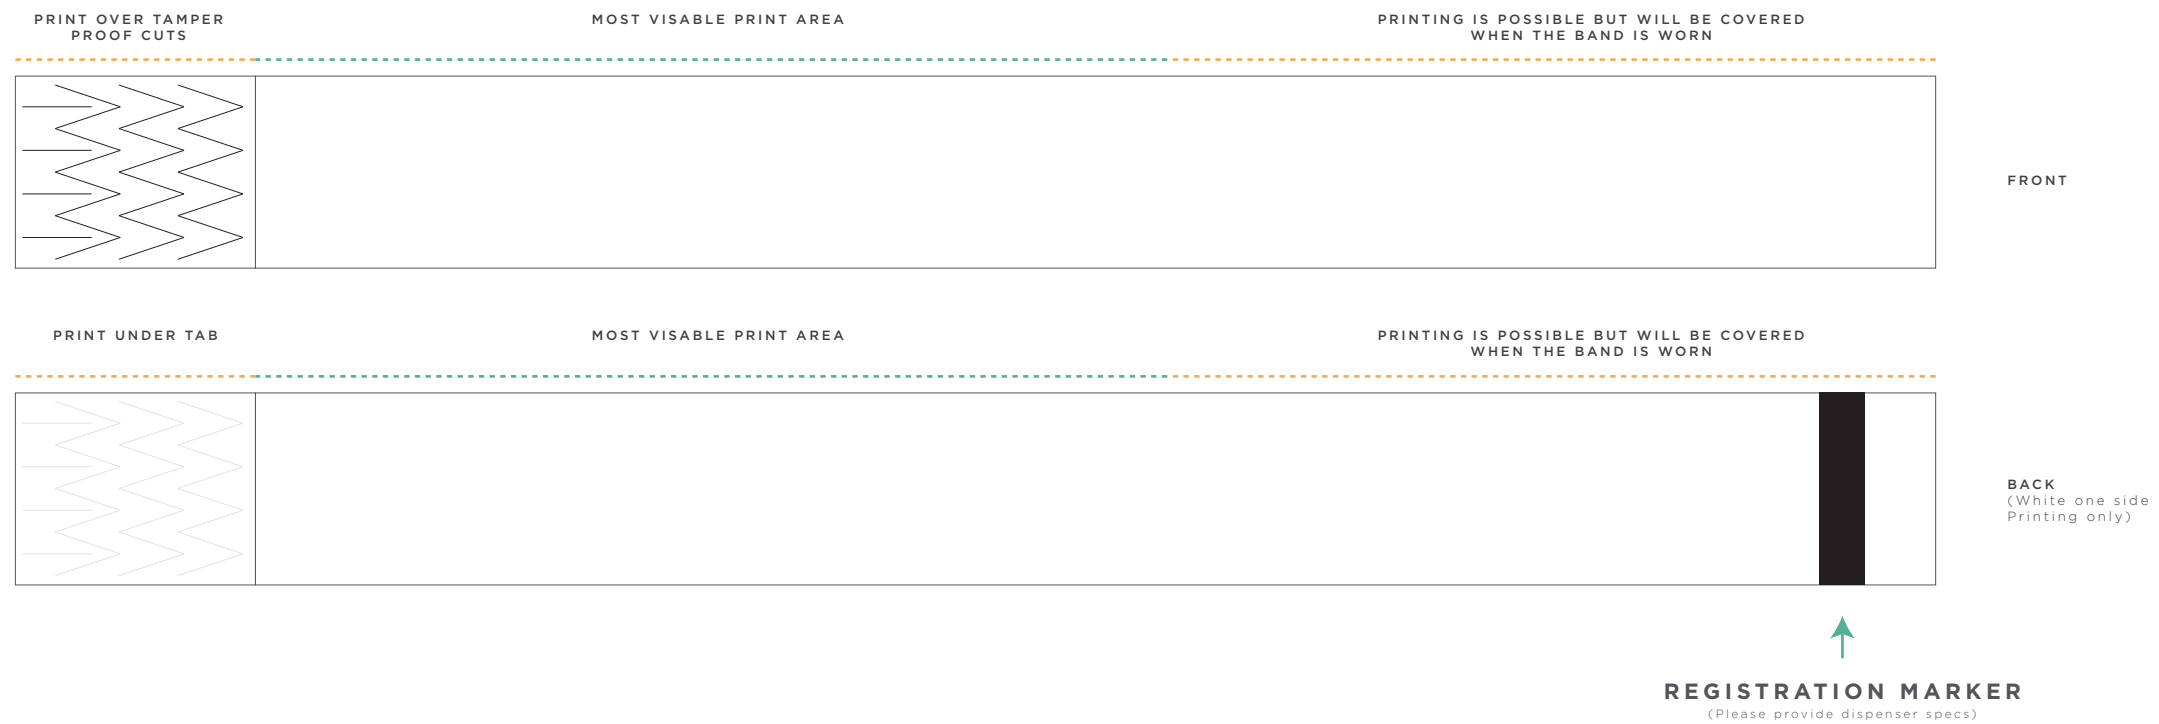 PRINT OVER TAMPER
PROOF CUTS
MOST VISABLE PRINT AREA
PRINTING IS POSSIBLE BUT WILL BE COVERED
WHEN THE BAND IS WORN
FRONT
PRINT UNDER TAB
MOST VISABLE PRINT AREA
PRINTING IS POSSIBLE BUT WILL BE COVERED
WHEN THE BAND IS WORN
BACK
(White one side
Printing only)
REGISTRATION MARKER
(Please provide dispenser specs)